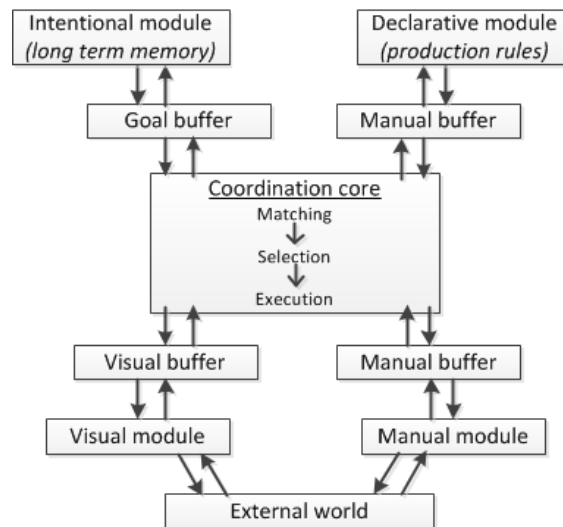 Intentional module
(long term memory)
Declarative module
(production rules)
Goal buffer
Manual buffer
Coordination core
Matching
Selection
Execution
Visual buffer
Manual buffer
Visual module
Manual module
External world